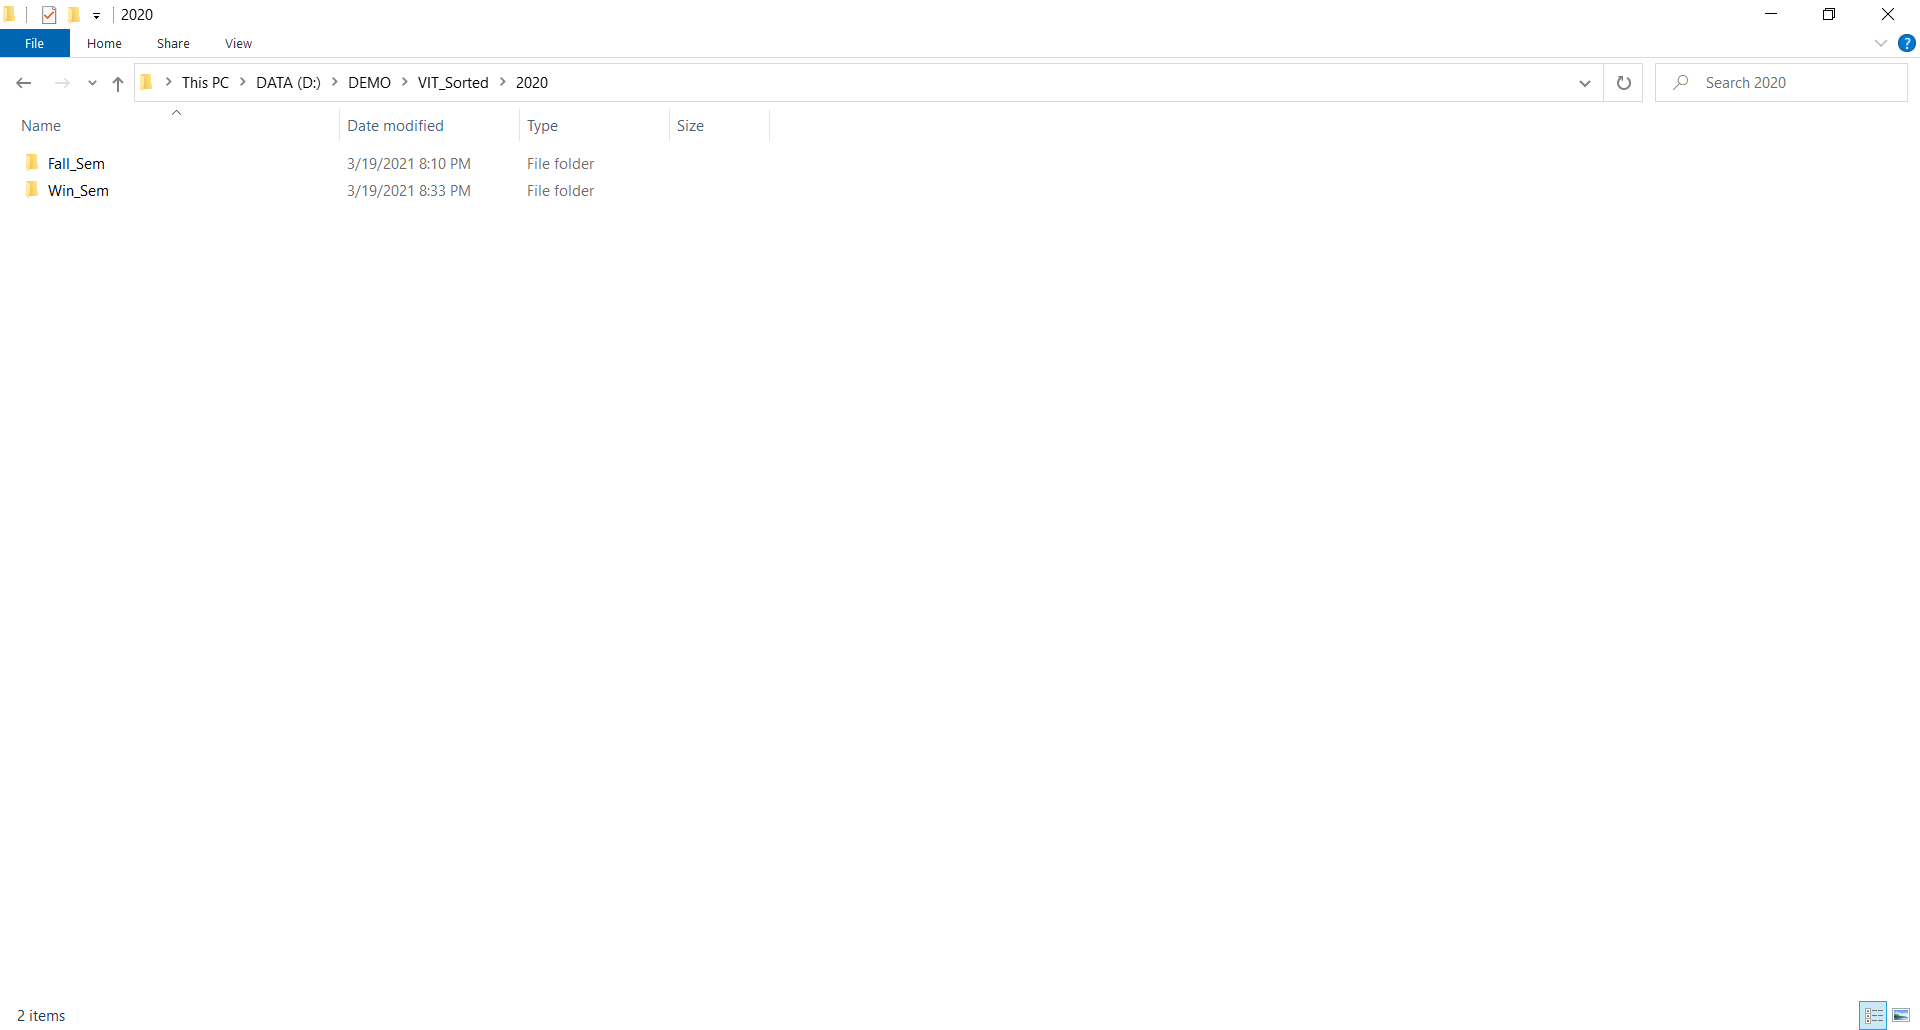 2020
File Home Share View
This PC DATA (D:) DEMO VIT_Sorted 2020 Search 2020
Name Date modified Type Size
Fall_Sem 3/19/2021 8:10 PM File folder
Win_Sem 3/19/2021 8:33 PM File folder
2 items